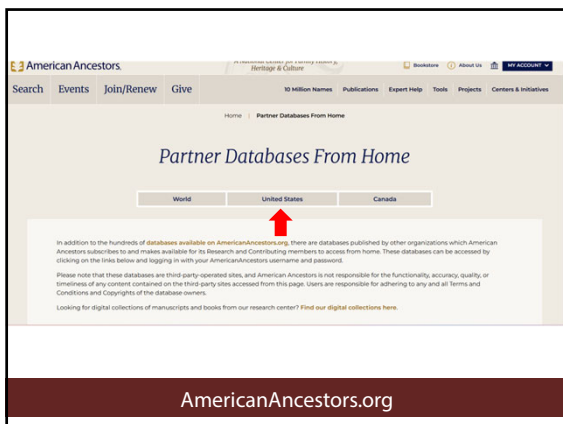 American Ancestors.
A National Center for Family History,
Heritage & Culture
Bookstore About Us MY ACCOUNT
Search Events Join/Renew Give 10 Million Names Publications Expert Help Tools Projects Centers & Initiatives
Home | Partner Databases From Home
Partner Databases From Home
World United States Canada
In addition to the hundreds of databases available on AmericanAncestors.org, there are databases published by other organizations which American
Ancestors subscribes to and makes available for its Research and Contributing members to access from home. These databases can be accessed by
clicking on the links below and logging in with your AmericanAncestors username and password.
Please note that these databases are third-party-operated sites, and American Ancestors is not responsible for the functionality, accuracy, quality, or
timeliness of any content contained on the third-party sites accessed from this page. Users are responsible for adhering to any and all Terms and
Conditions and Copyrights of the database owners.
Looking for digital collections of manuscripts and books from our research center? Find our digital collections here.
AmericanAncestors.org